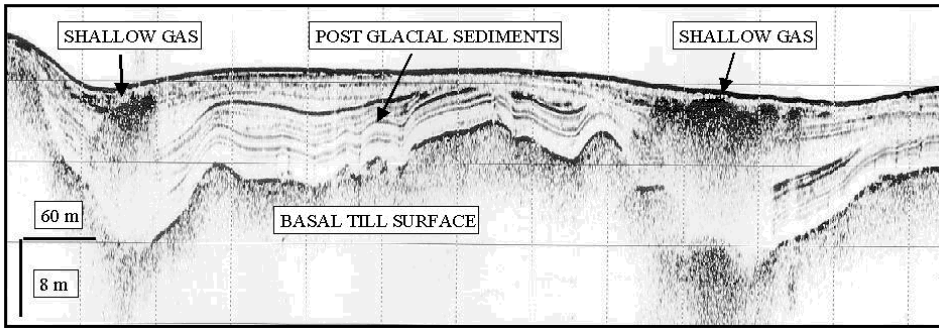 SHALLOW GAS
POST GLACIAL SEDIMENTS
SHALLOW GAS
60 m
BASAL TILL SURFACE
8 m